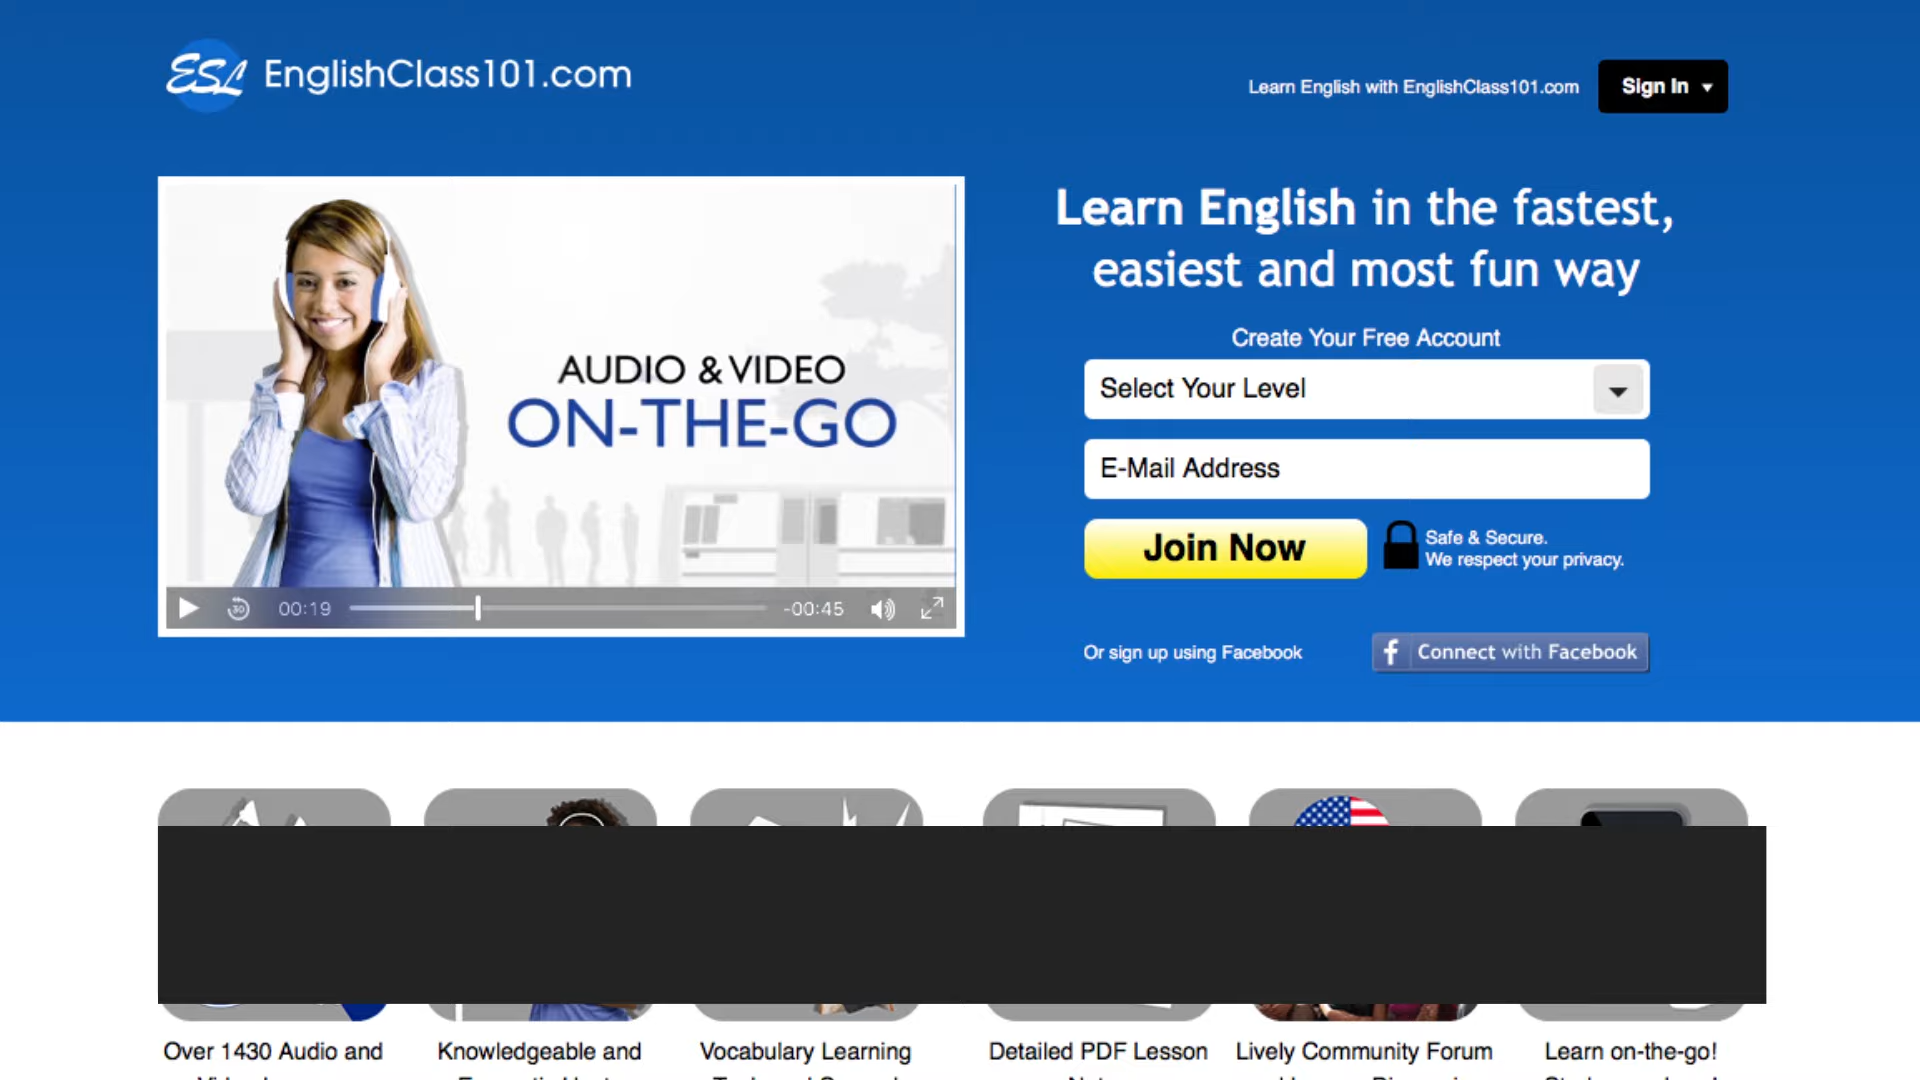 ESL EnglishClass101.com
Learn English with EnglishClass101.com
Sign In
AUDIO & VIDEO
ON-THE-GO
30
00:19
-00:45
Learn English in the fastest,
easiest and most fun way
Create Your Free Account
Select Your Level
E-Mail Address
Join Now
Safe & Secure.
We respect your privacy.
Or sign up using Facebook
f Connect with Facebook
Over 1430 Audio and
Knowledgeable and
Vocabulary Learning
Detailed PDF Lesson
Lively Community Forum
Learn on-the-go!